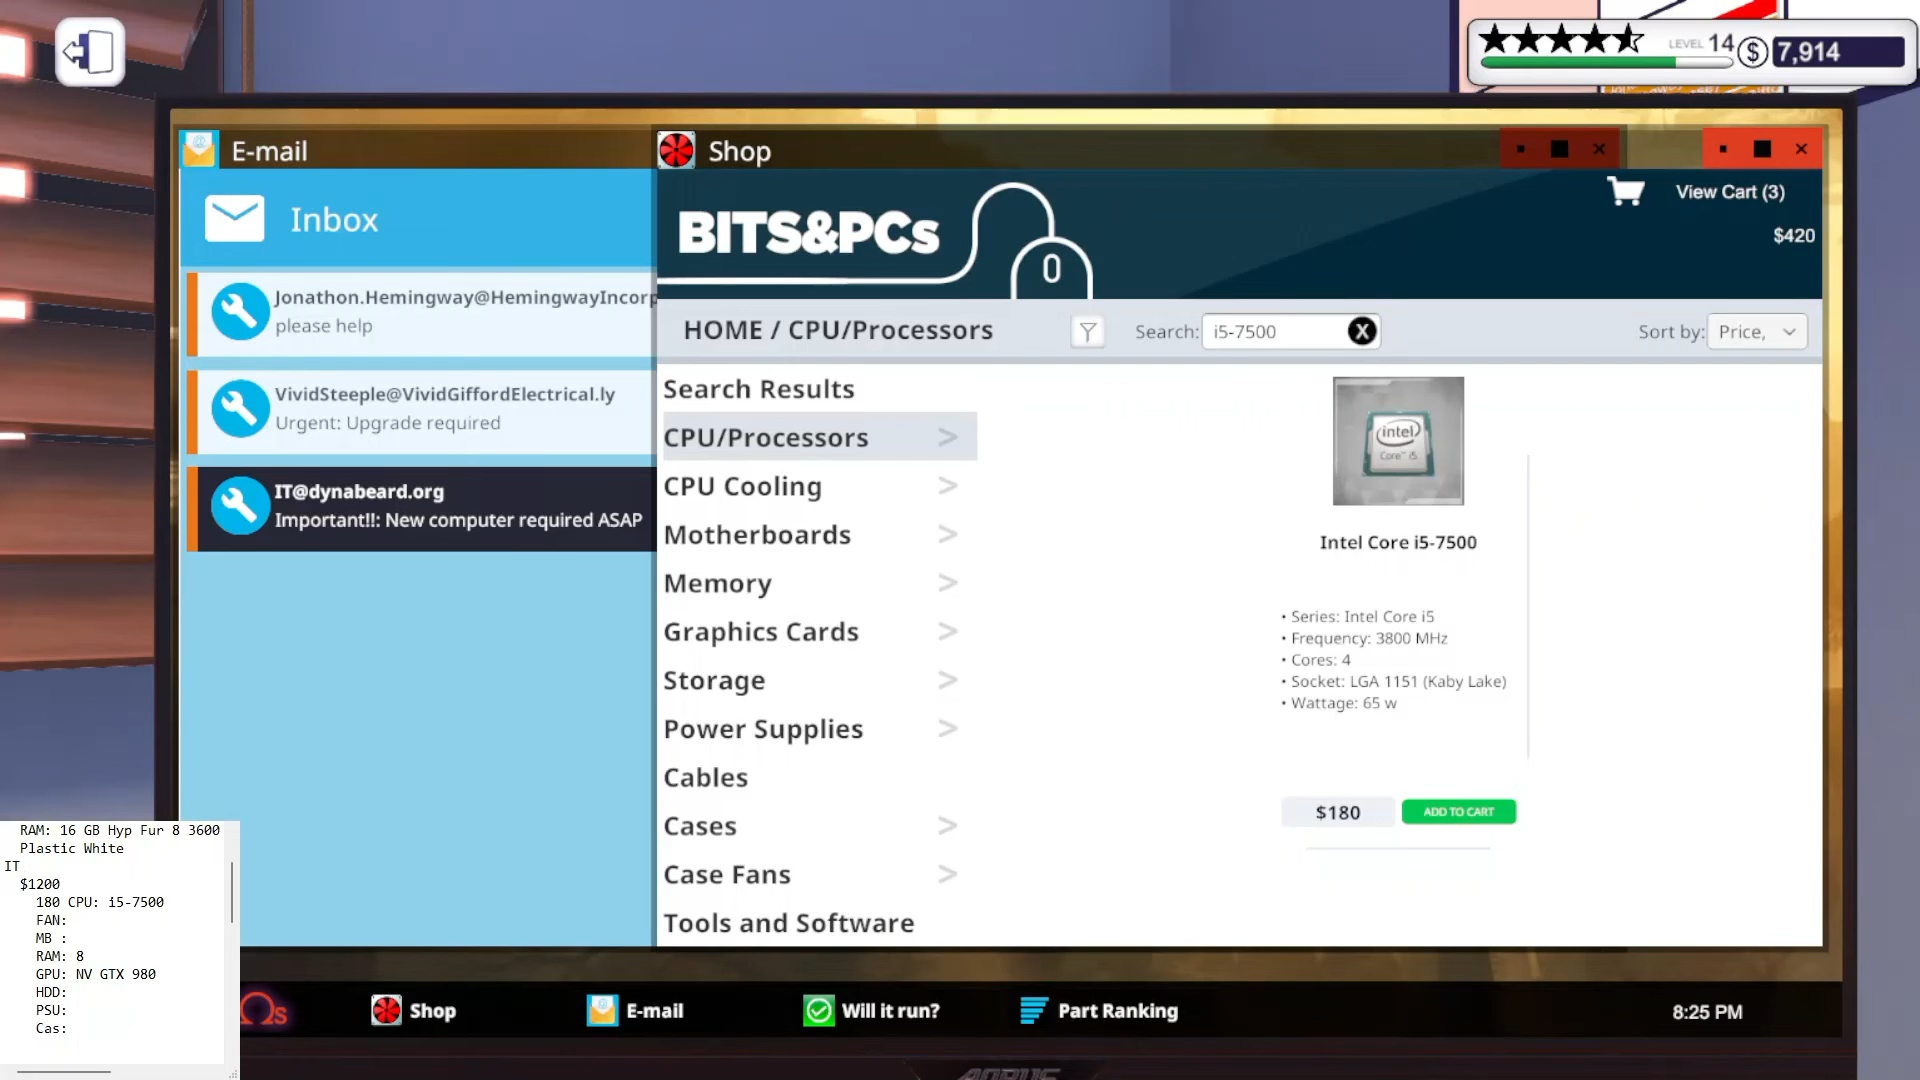 LEVEL 14
$ 7,914
E-mail
Shop
Inbox
View Cart (3)
$420
BITS&PCs
Jonathon.Hemingway@HemingwayIncorp
please help
HOME / CPU/Processors
Search:
i5-7500
X
Sort by:
Price,
VividSteeple@VividGiffordElectrical.ly
Urgent: Upgrade required
IT@dynabeard.org
Important!!: New computer required ASAP
Search Results
CPU/Processors >
CPU Cooling >
Motherboards >
Memory >
Graphics Cards >
Storage >
Power Supplies >
Cables
Cases >
Case Fans >
Tools and Software
intel
Core™ i5
Intel Core i5-7500
• Series: Intel Core i5
• Frequency: 3800 MHz
• Cores: 4
• Socket: LGA 1151 (Kaby Lake)
• Wattage: 65 w
$180
ADD TO CART
RAM: 16 GB Hyp Fur 8 3600
Plastic White
IT
$1200
180 CPU: i5-7500
FAN:
MB :
RAM: 8
GPU: NV GTX 980
HDD:
PSU:
Cas:
Ωs
Shop
E-mail
Will it run?
Part Ranking
8:25 PM
AORUS